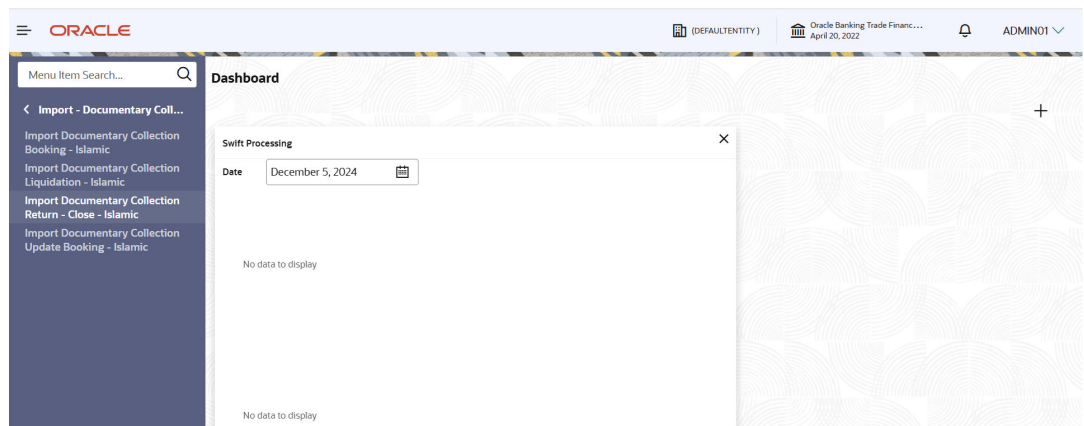 ORACLE
(DEFAULTENTITY)
Oracle Banking Trade Financ...
April 20, 2022
ADMIN01
Menu Item Search...
Import - Documentary Coll...
Import Documentary Collection
Booking - Islamic
Import Documentary Collection
Liquidation - Islamic
Import Documentary Collection
Return - Close - Islamic
Import Documentary Collection
Update Booking - Islamic
Dashboard
Swift Processing
Date December 5, 2024
No data to display
No data to display